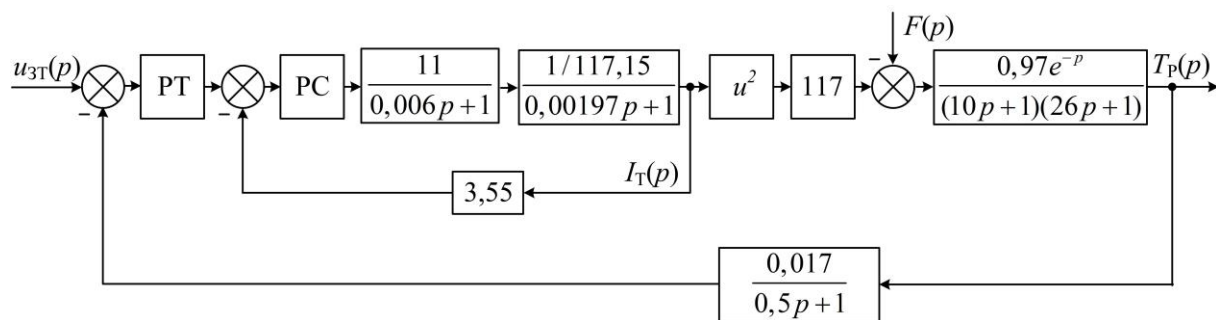 F(p)
u_ЗТ(p)
РТ
РС
11
0,006p+1
1/117,15
0,00197p+1
u²
117
0,97e^{-p}
(10p+1)(26p+1)
T_Р(p)
−
−
−
I_Т(p)
3,55
0,017
0,5p+1